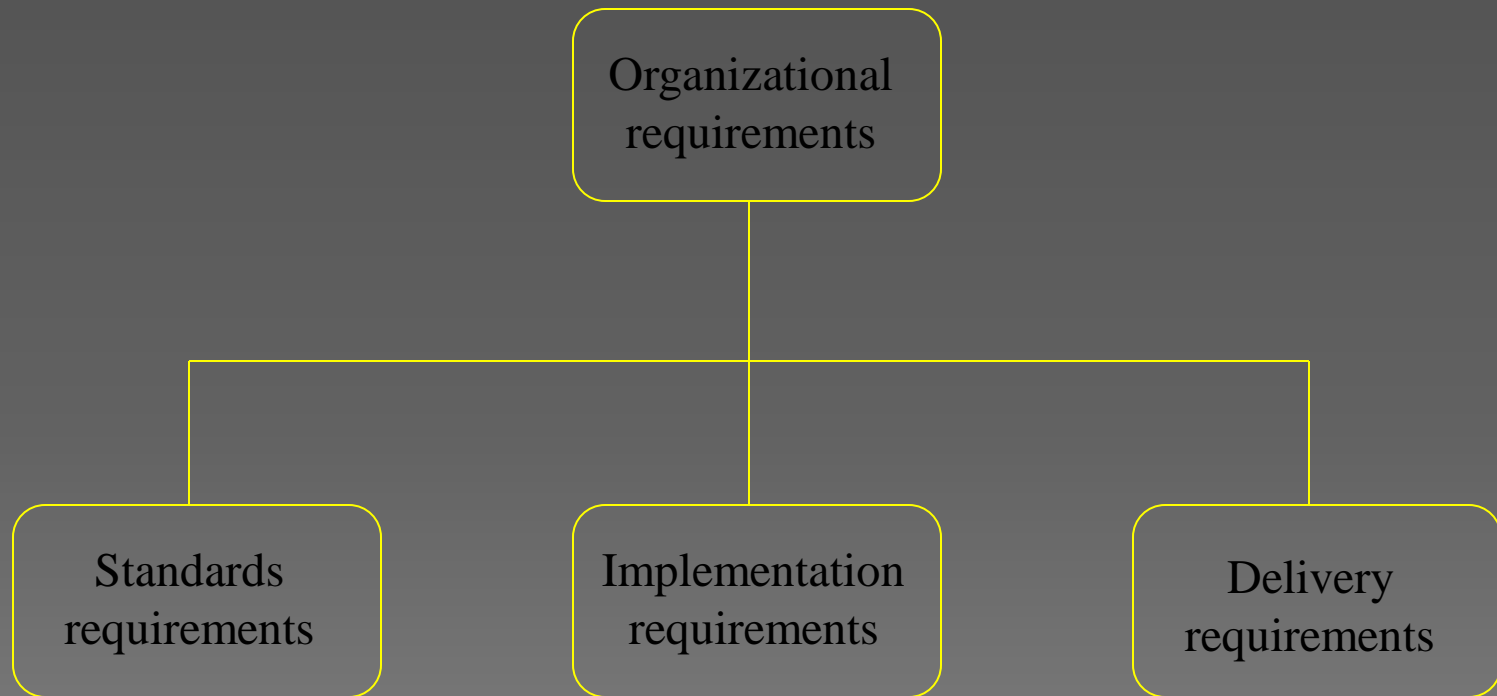 Organizational
requirements
Standards
requirements
Implementation
requirements
Delivery
requirements